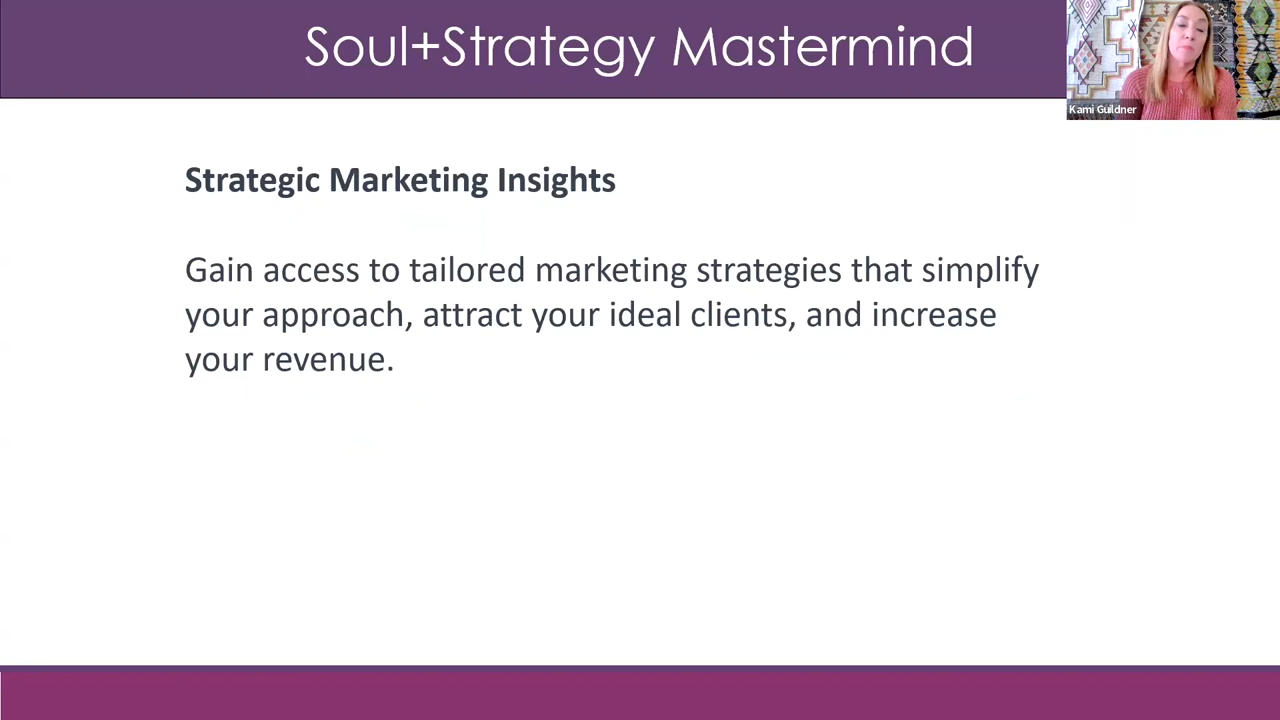 Soul+Strategy Mastermind
Kami Guildner
Strategic Marketing Insights
Gain access to tailored marketing strategies that simplify
your approach, attract your ideal clients, and increase
your revenue.